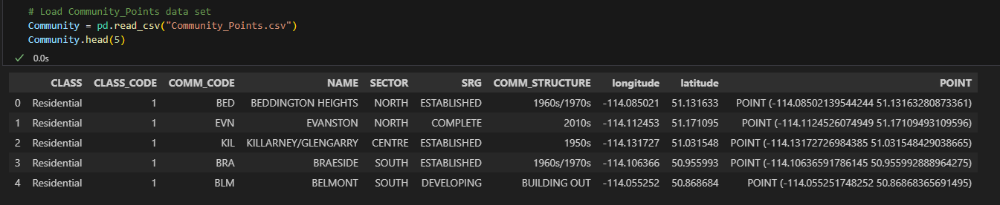 # Load Community_Points data set
Community = pd.read_csv("Community_Points.csv")
Community.head(5)
0.0s
CLASS CLASS_CODE COMM_CODE NAME SECTOR SRG COMM_STRUCTURE longitude latitude POINT
0 Residential 1 BED BEDDINGTON HEIGHTS NORTH ESTABLISHED 1960s/1970s -114.085021 51.131633 POINT (-114.08502139544244 51.13163280873361)
1 Residential 1 EVN EVANSTON NORTH COMPLETE 2010s -114.112453 51.171095 POINT (-114.1124526074949 51.17109493109596)
2 Residential 1 KIL KILLARNEY/GLENGARRY CENTRE ESTABLISHED 1950s -114.131727 51.031548 POINT (-114.13172726984385 51.031548429038665)
3 Residential 1 BRA BRAESIDE SOUTH ESTABLISHED 1960s/1970s -114.106366 50.955993 POINT (-114.10636591786145 50.955992888964275)
4 Residential 1 BLM BELMONT SOUTH DEVELOPING BUILDING OUT -114.055252 50.868684 POINT (-114.055251748252 50.86868365691495)